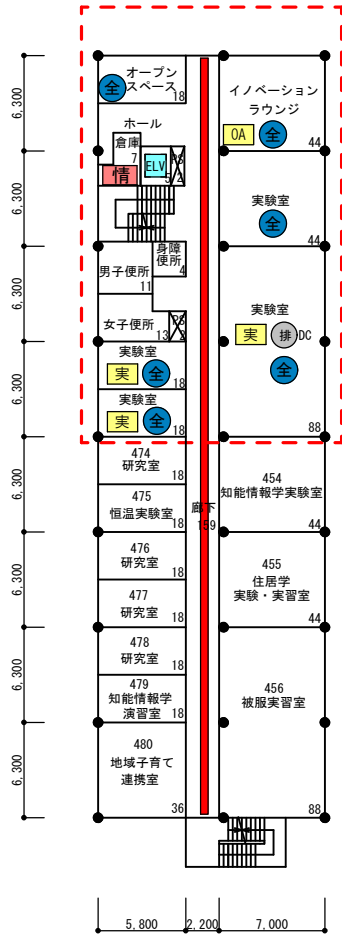 オープン
スペース
全
18
イノベーション
ラウンジ
OA
全
44
ホール
倉庫
7
情
ELV
PS
2
実験室
全
44
身障
便所
4
男子便所
11
女子便所
13
PS
2
実験室
実
排
DC
全
88
実験室
実
全
18
実験室
実
全
18
474
研究室
18
475
恒温実験室
18
476
研究室
18
477
研究室
18
478
研究室
18
479
知能情報学
演習室
18
480
地域子育て
連携室
36
廊下
159
454
知能情報学実験室
44
455
住居学
実験・実習室
44
456
被服実習室
88
6,300
6,300
6,300
6,300
6,300
6,300
6,300
6,300
5,800
2,200
7,000